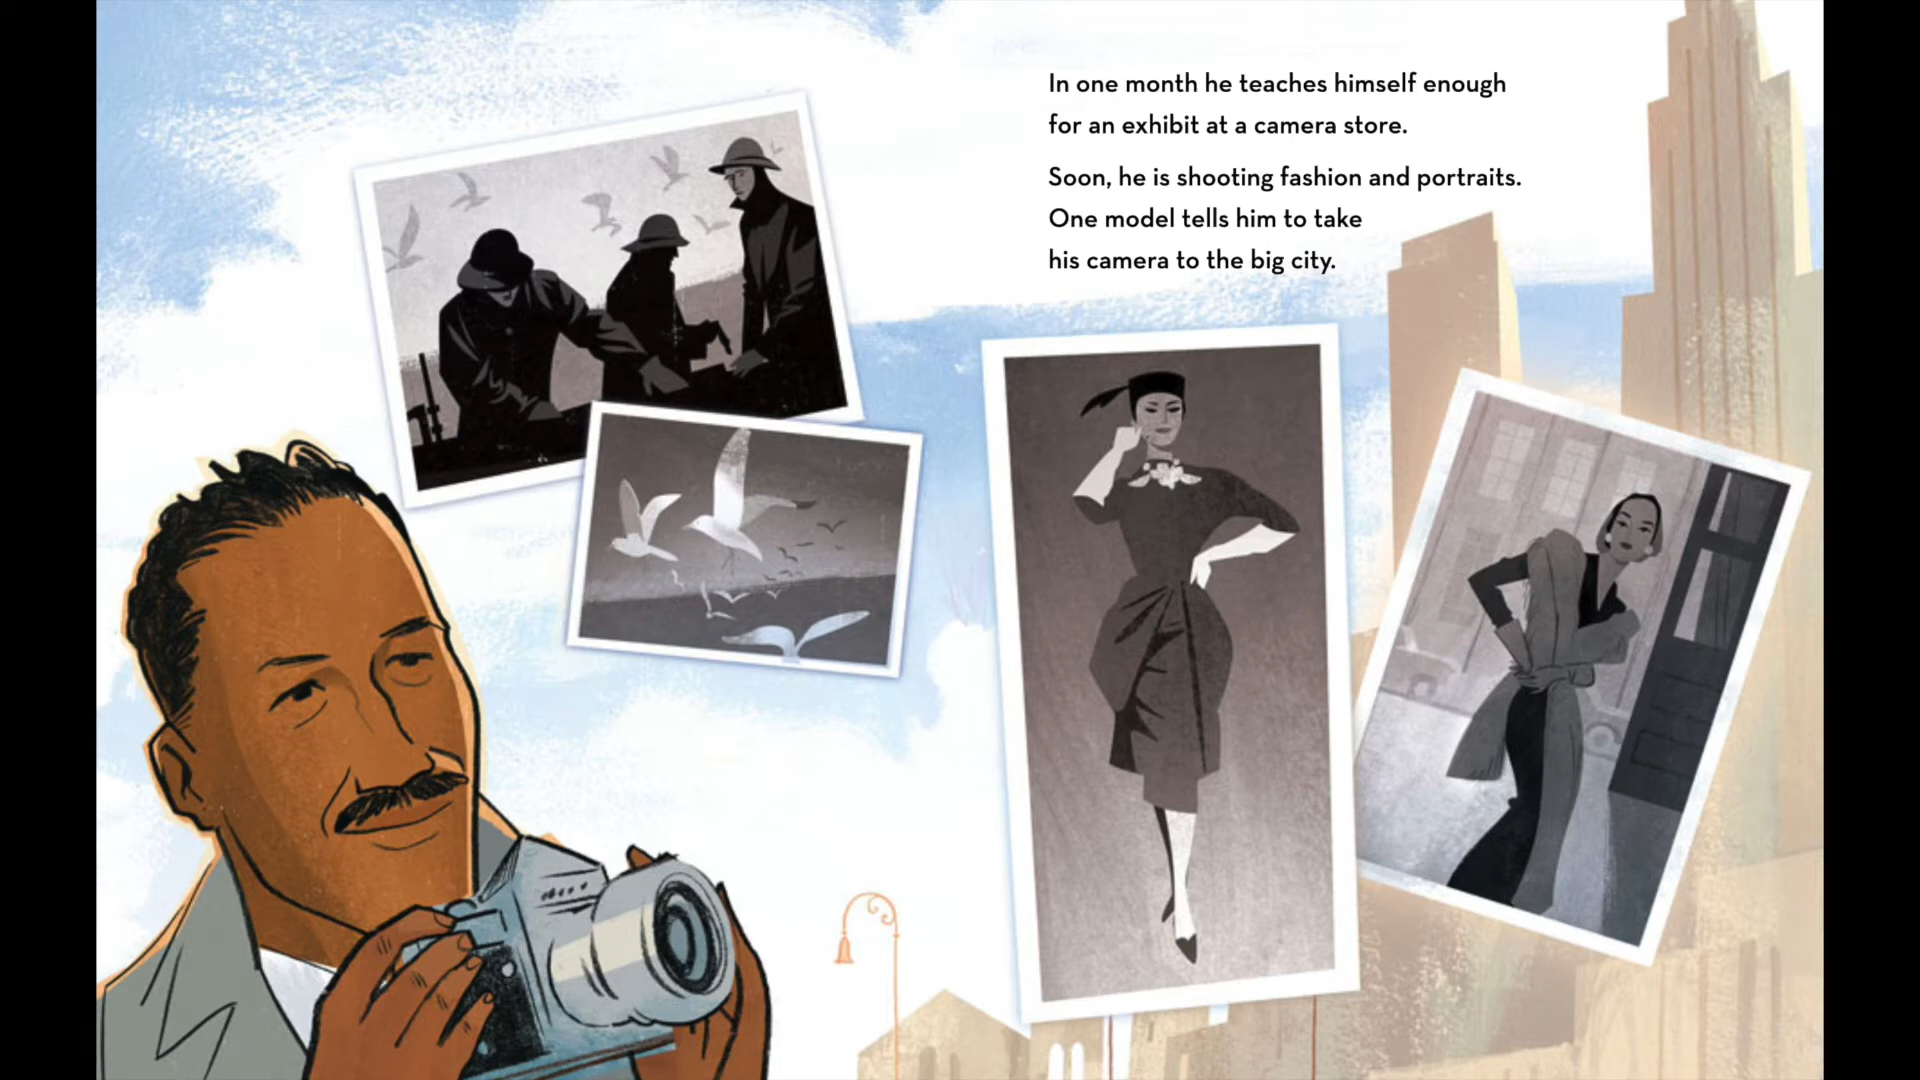 In one month he teaches himself enough
for an exhibit at a camera store.
Soon, he is shooting fashion and portraits.
One model tells him to take
his camera to the big city.